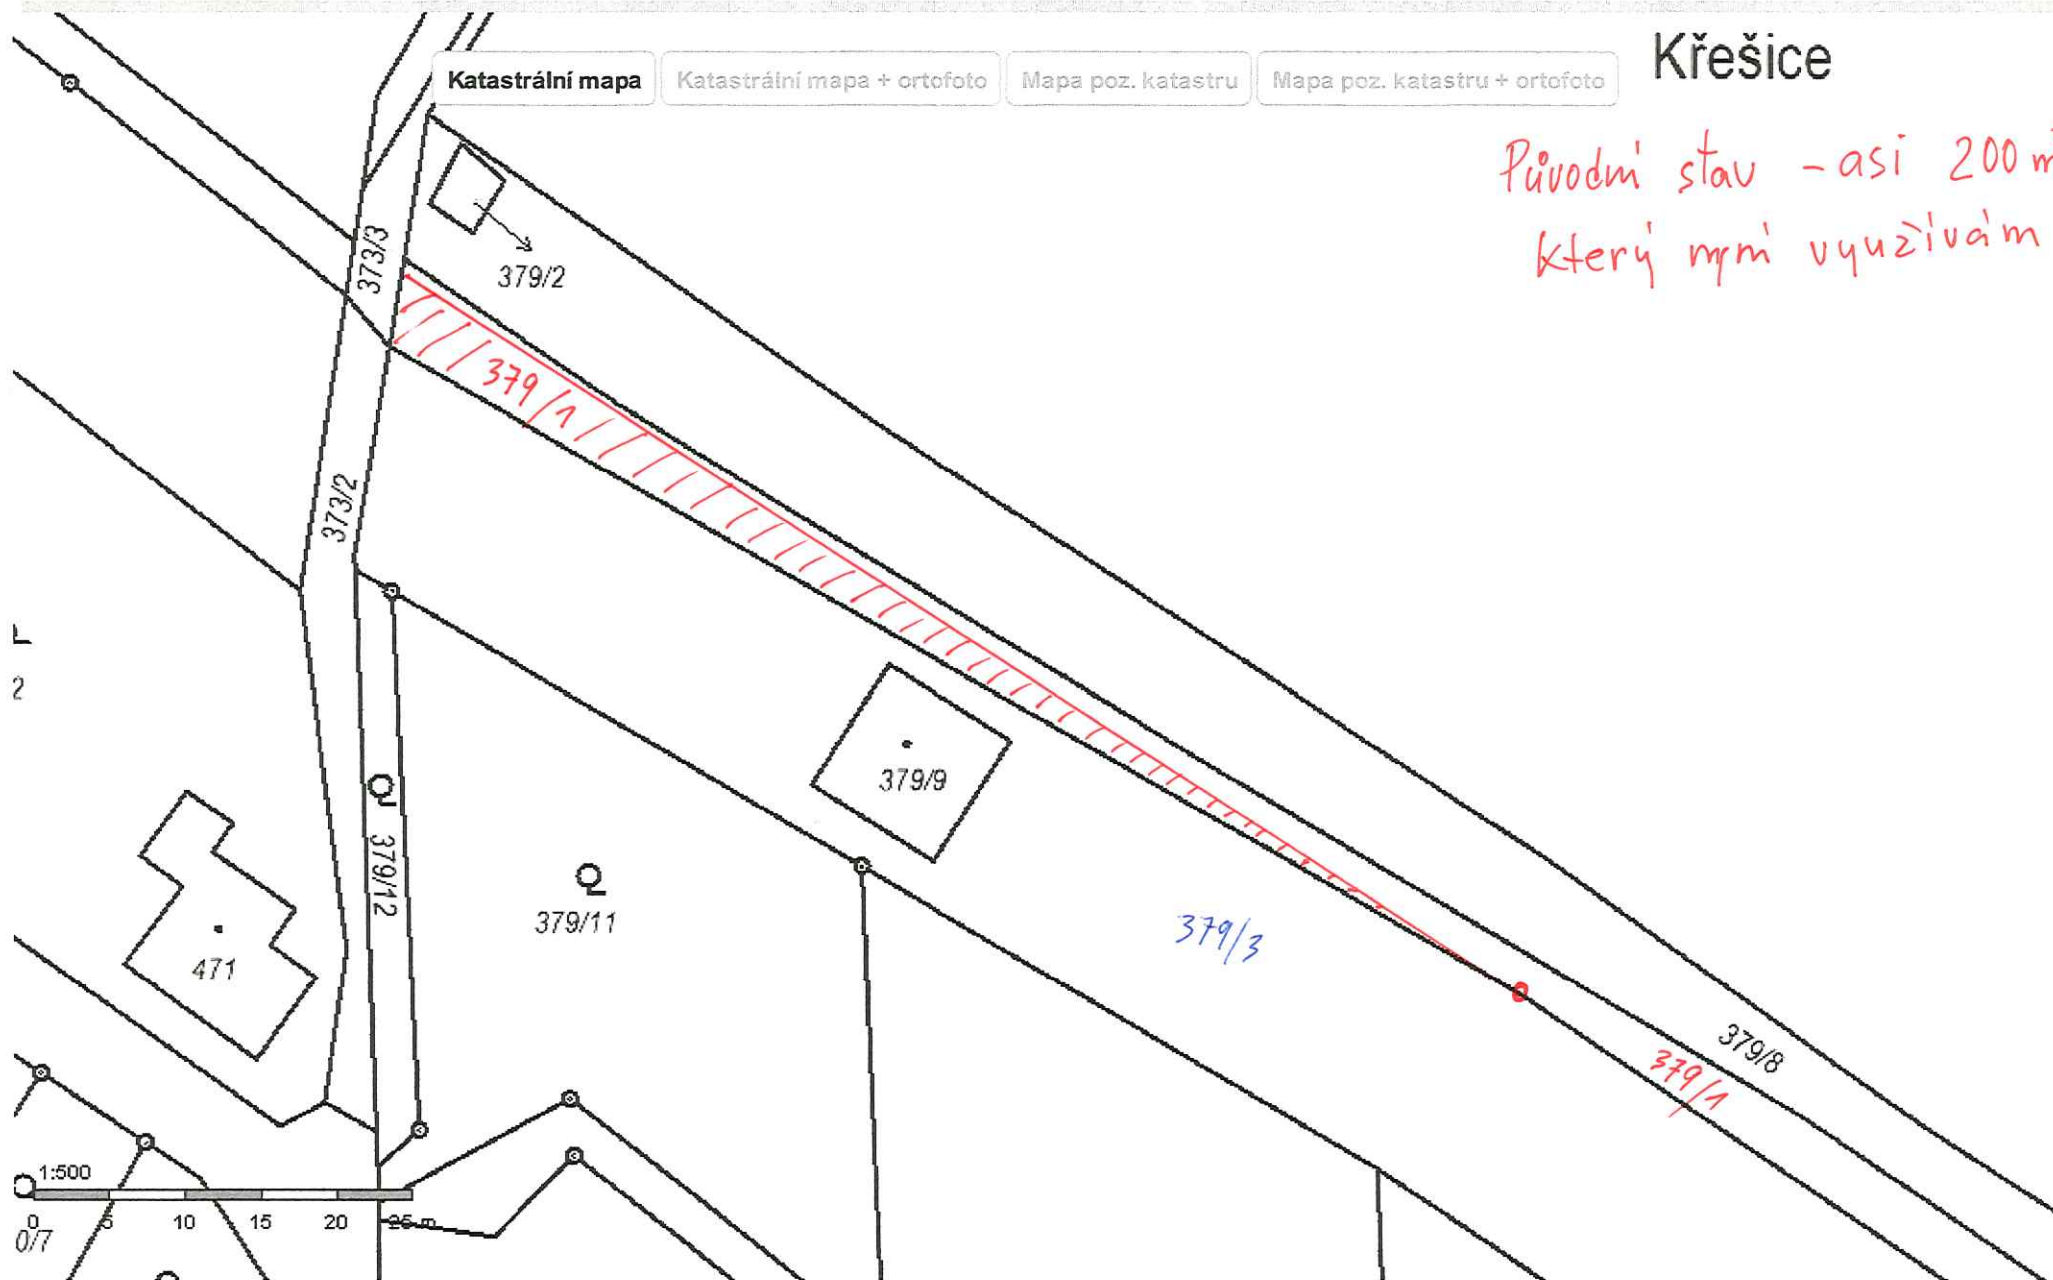 Křešice
Katastrální mapa
Katastrální mapa + ortofoto
Mapa poz. katastru
Mapa poz. katastru + ortofoto
Původní stav - asi 200 m
který nyní využívám
373/3
379/2
379/1
373/2
2
379/9
379/12
379/11
379/3
471
379/8
379/1
1:500
0 5 10 15 20 25 m
0/7